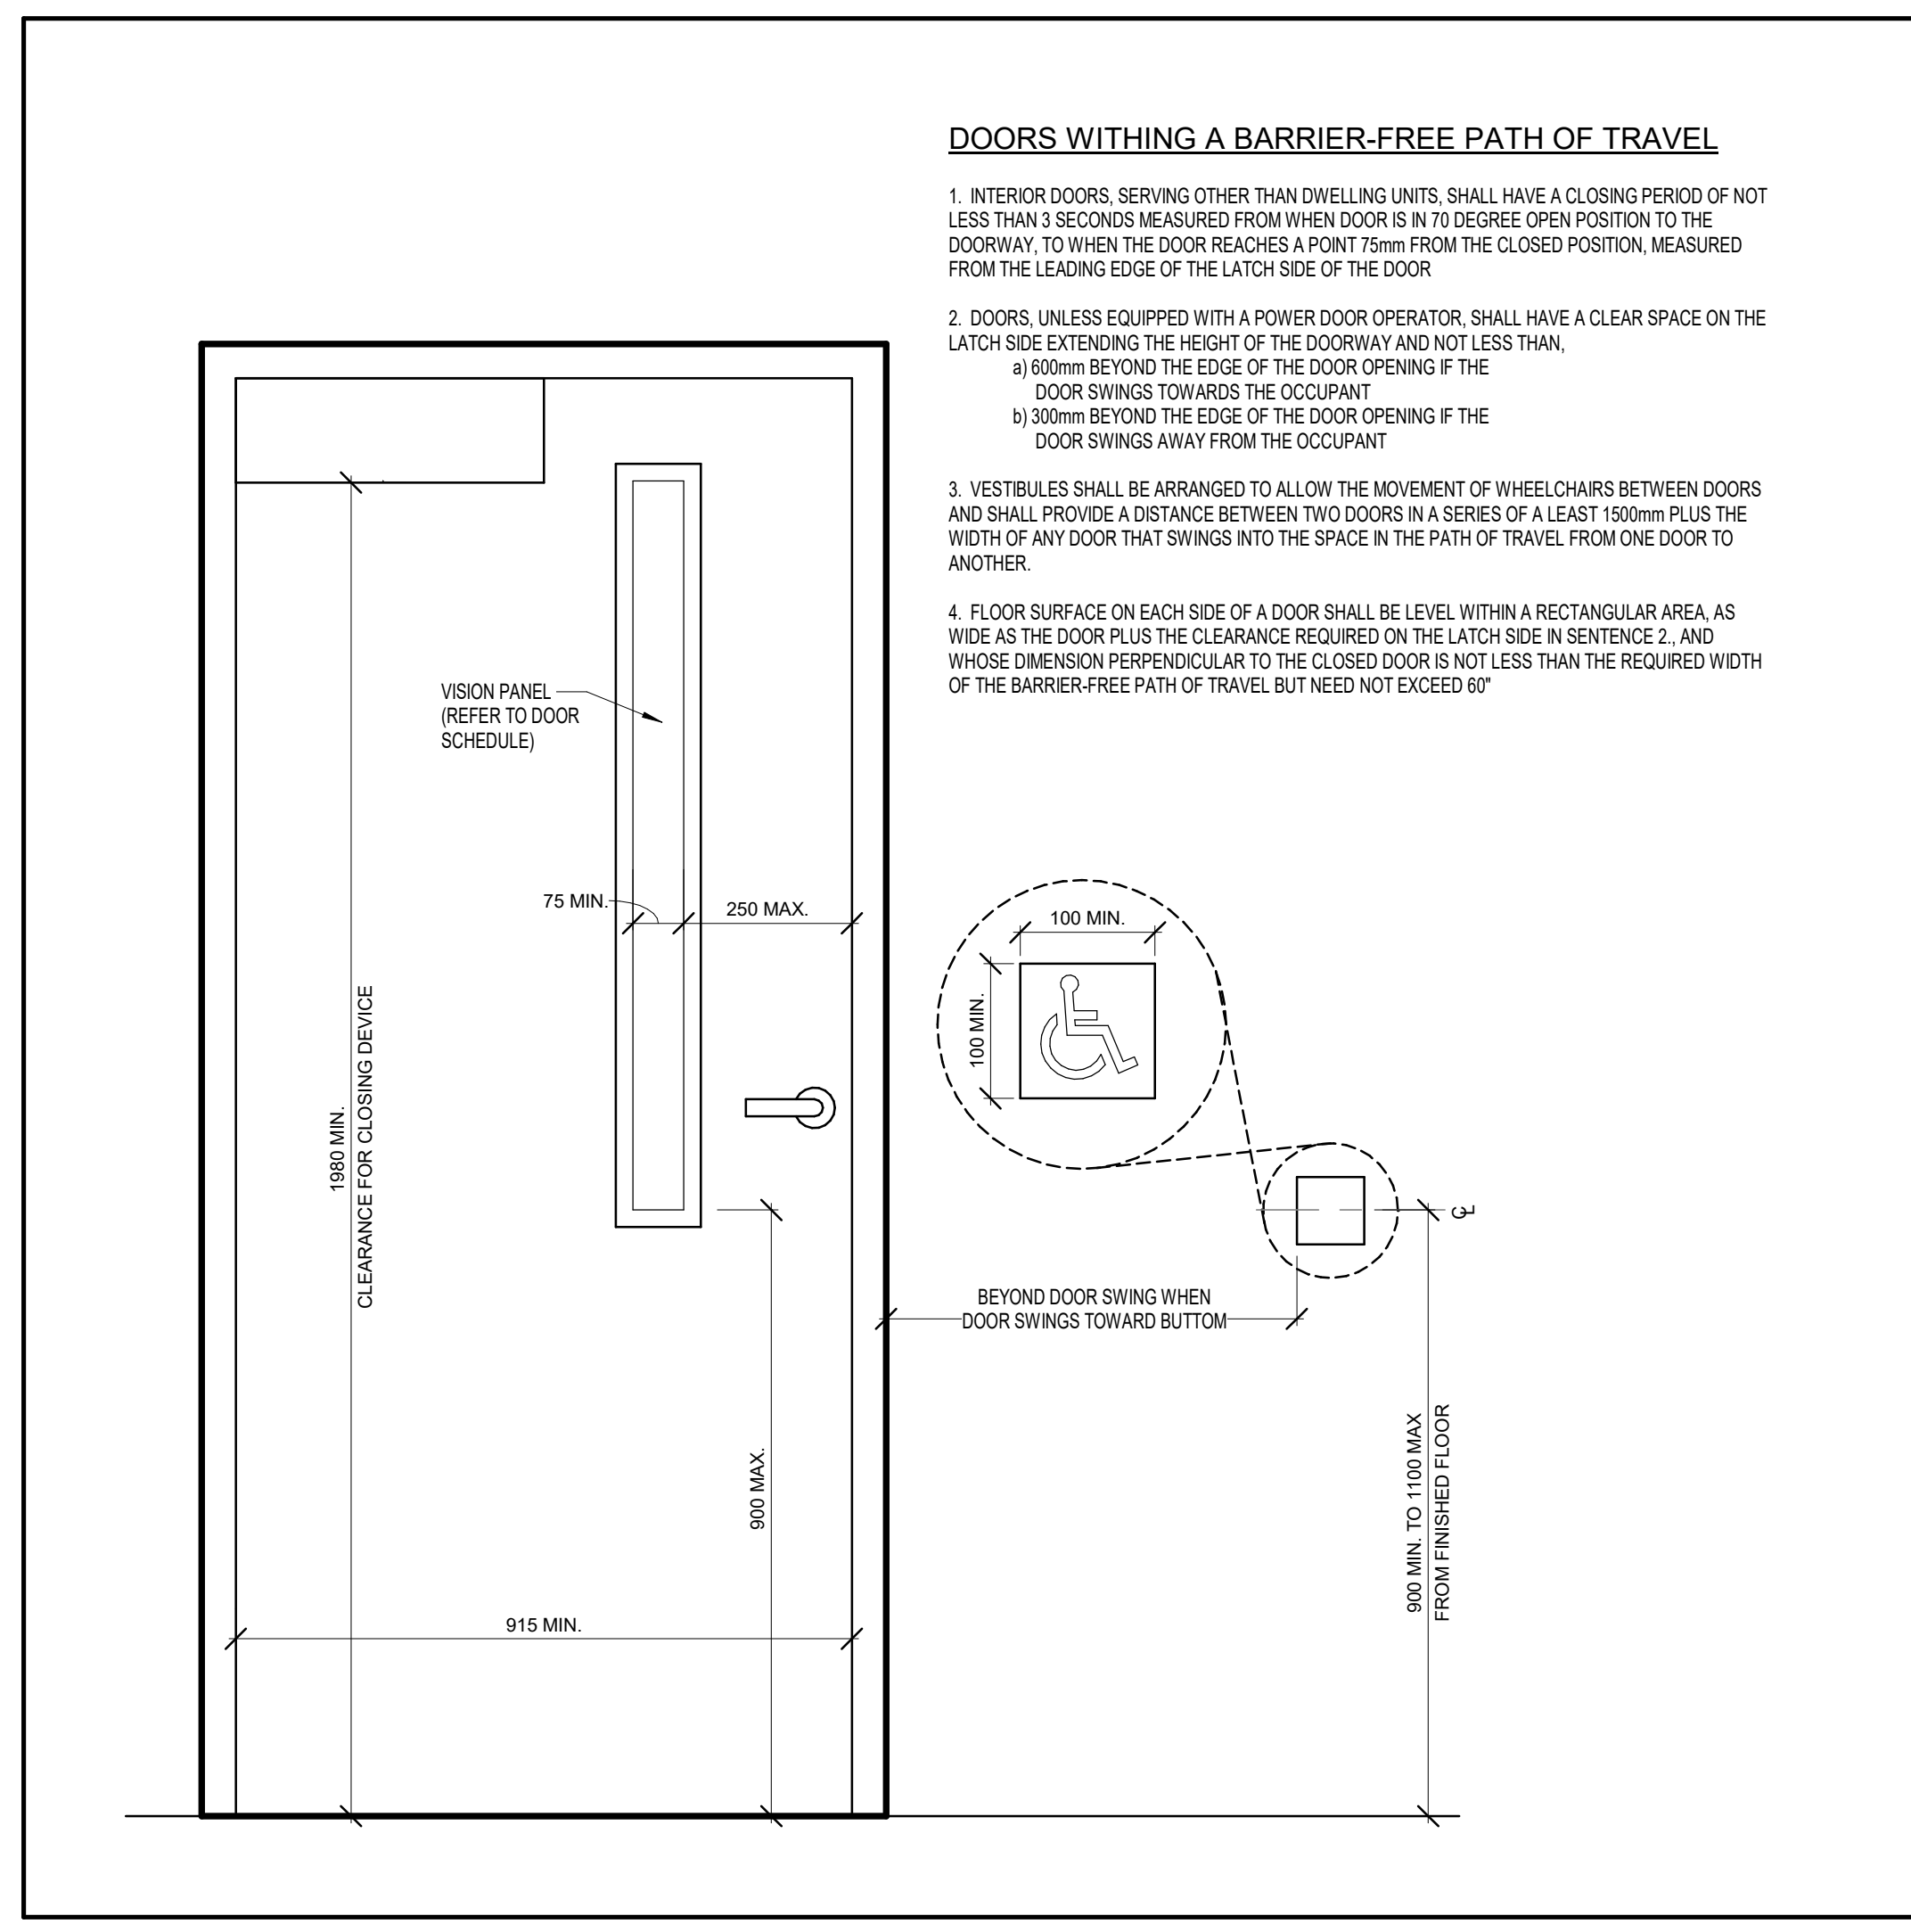 DOORS WITHING A BARRIER-FREE PATH OF TRAVEL
1. INTERIOR DOORS, SERVING OTHER THAN DWELLING UNITS, SHALL HAVE A CLOSING PERIOD OF NOT
LESS THAN 3 SECONDS MEASURED FROM WHEN DOOR IS IN 70 DEGREE OPEN POSITION TO THE
DOORWAY, TO WHEN THE DOOR REACHES A POINT 75mm FROM THE CLOSED POSITION, MEASURED
FROM THE LEADING EDGE OF THE LATCH SIDE OF THE DOOR
2. DOORS, UNLESS EQUIPPED WITH A POWER DOOR OPERATOR, SHALL HAVE A CLEAR SPACE ON THE
LATCH SIDE EXTENDING THE HEIGHT OF THE DOORWAY AND NOT LESS THAN,
a) 600mm BEYOND THE EDGE OF THE DOOR OPENING IF THE
DOOR SWINGS TOWARDS THE OCCUPANT
b) 300mm BEYOND THE EDGE OF THE DOOR OPENING IF THE
DOOR SWINGS AWAY FROM THE OCCUPANT
3. VESTIBULES SHALL BE ARRANGED TO ALLOW THE MOVEMENT OF WHEELCHAIRS BETWEEN DOORS
AND SHALL PROVIDE A DISTANCE BETWEEN TWO DOORS IN A SERIES OF A LEAST 1500mm PLUS THE
WIDTH OF ANY DOOR THAT SWINGS INTO THE SPACE IN THE PATH OF TRAVEL FROM ONE DOOR TO
ANOTHER.
4. FLOOR SURFACE ON EACH SIDE OF A DOOR SHALL BE LEVEL WITHIN A RECTANGULAR AREA, AS
WIDE AS THE DOOR PLUS THE CLEARANCE REQUIRED ON THE LATCH SIDE IN SENTENCE 2., AND
WHOSE DIMENSION PERPENDICULAR TO THE CLOSED DOOR IS NOT LESS THAN THE REQUIRED WIDTH
OF THE BARRIER-FREE PATH OF TRAVEL BUT NEED NOT EXCEED 60"
VISION PANEL
(REFER TO DOOR
SCHEDULE)
75 MIN.
250 MAX.
1980 MIN.
CLEARANCE FOR CLOSING DEVICE
900 MAX.
915 MIN.
100 MIN.
100 MIN.
℄
BEYOND DOOR SWING WHEN
DOOR SWINGS TOWARD BUTTOM
900 MIN. TO 1100 MAX
FROM FINISHED FLOOR